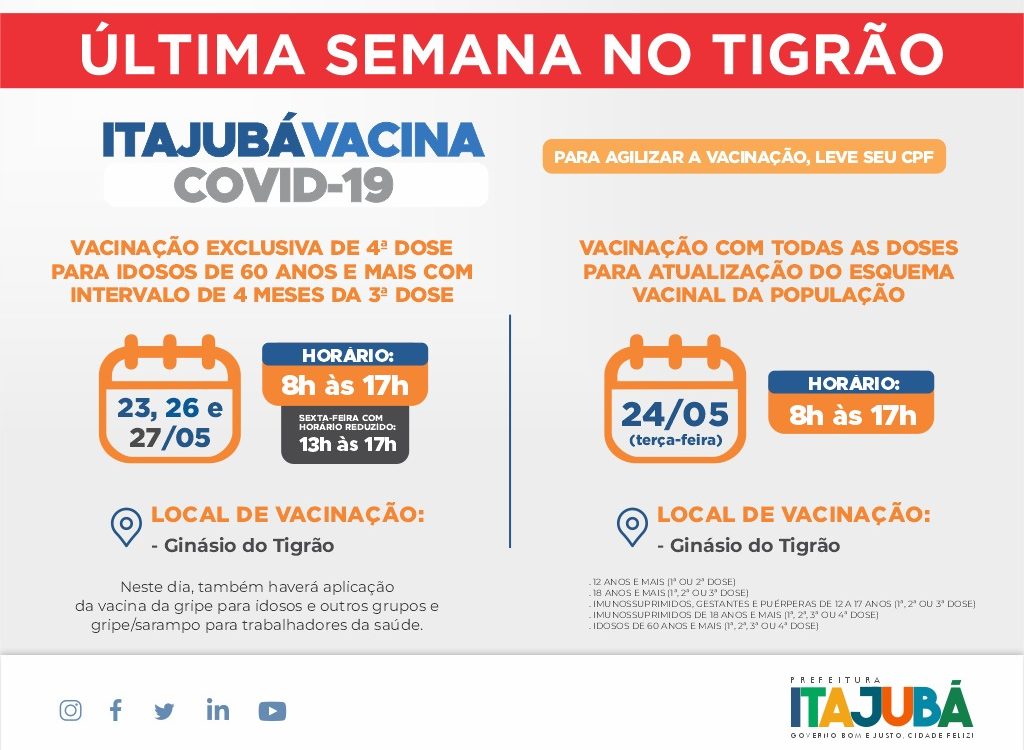 ÚLTIMA SEMANA NO TIGRÃO
ITAJUBÁVACINA
COVID-19
PARA AGILIZAR A VACINAÇÃO, LEVE SEU CPF
VACINAÇÃO EXCLUSIVA DE 4ª DOSE
PARA IDOSOS DE 60 ANOS E MAIS COM
INTERVALO DE 4 MESES DA 3ª DOSE
23, 26 e
27/05
HORÁRIO:
8h às 17h
SEXTA-FEIRA COM
HORÁRIO REDUZIDO:
13h às 17h
LOCAL DE VACINAÇÃO:
- Ginásio do Tigrão
Neste dia, também haverá aplicação
da vacina da gripe para idosos e outros grupos e
gripe/sarampo para trabalhadores da saúde.
VACINAÇÃO COM TODAS AS DOSES
PARA ATUALIZAÇÃO DO ESQUEMA
VACINAL DA POPULAÇÃO
24/05
(terça-feira)
HORÁRIO:
8h às 17h
LOCAL DE VACINAÇÃO:
- Ginásio do Tigrão
. 12 ANOS E MAIS (1ª OU 2ª DOSE)
. 18 ANOS E MAIS (1ª, 2ª OU 3ª DOSE)
. IMUNOSSUPRIMIDOS, GESTANTES E PUÉRPERAS DE 12 A 17 ANOS (1ª, 2ª OU 3ª DOSE)
. IMUNOSSUPRIMIDOS DE 18 ANOS E MAIS (1ª, 2ª, 3ª OU 4ª DOSE)
. IDOSOS DE 60 ANOS E MAIS (1ª, 2ª, 3ª OU 4ª DOSE)
PREFEITURA
ITAJUBÁ
GOVERNO BOM E JUSTO, CIDADE FELIZ!